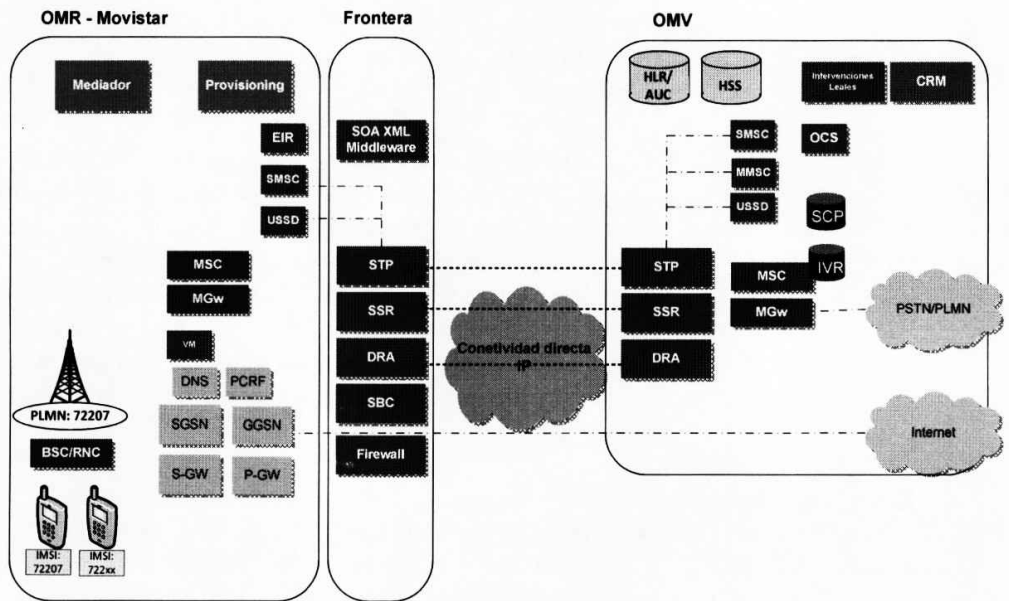 OMR - Movistar
Mediador
Provisioning
EIR
SMSC
USSD
MSC
MGw
VM
DNS
PCRF
SGSN
GGSN
S-GW
P-GW
PLMN: 72207
BSC/RNC
IMSI:
72207
IMSI:
722xx
Frontera
SOA XML
Middleware
STP
SSR
DRA
SBC
Firewall
Conetividad directa
IP
OMV
HLR/
AUC
HSS
Intervenciones
Leales
CRM
SMSC
OCS
MMSC
USSD
SCP
IVR
STP
MSC
SSR
MGw
DRA
PSTN/PLMN
Internet